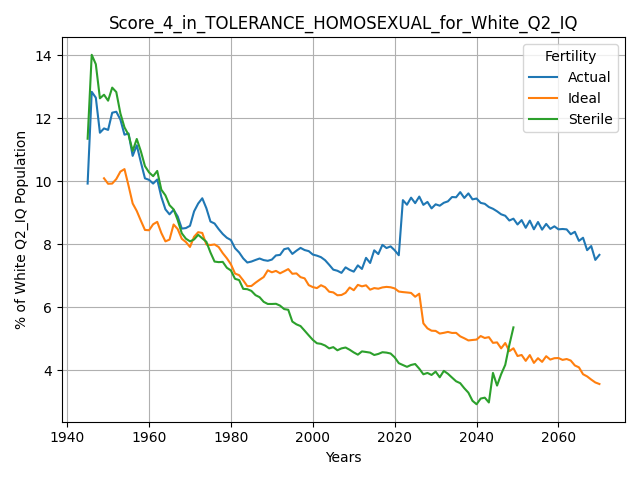 Score_4_in_TOLERANCE_HOMOSEXUAL_for_White_Q2_IQ
Fertility
Actual
Ideal
Sterile
% of White Q2_IQ Population
14
12
10
8
6
4
1940 1960 1980 2000 2020 2040 2060
Years